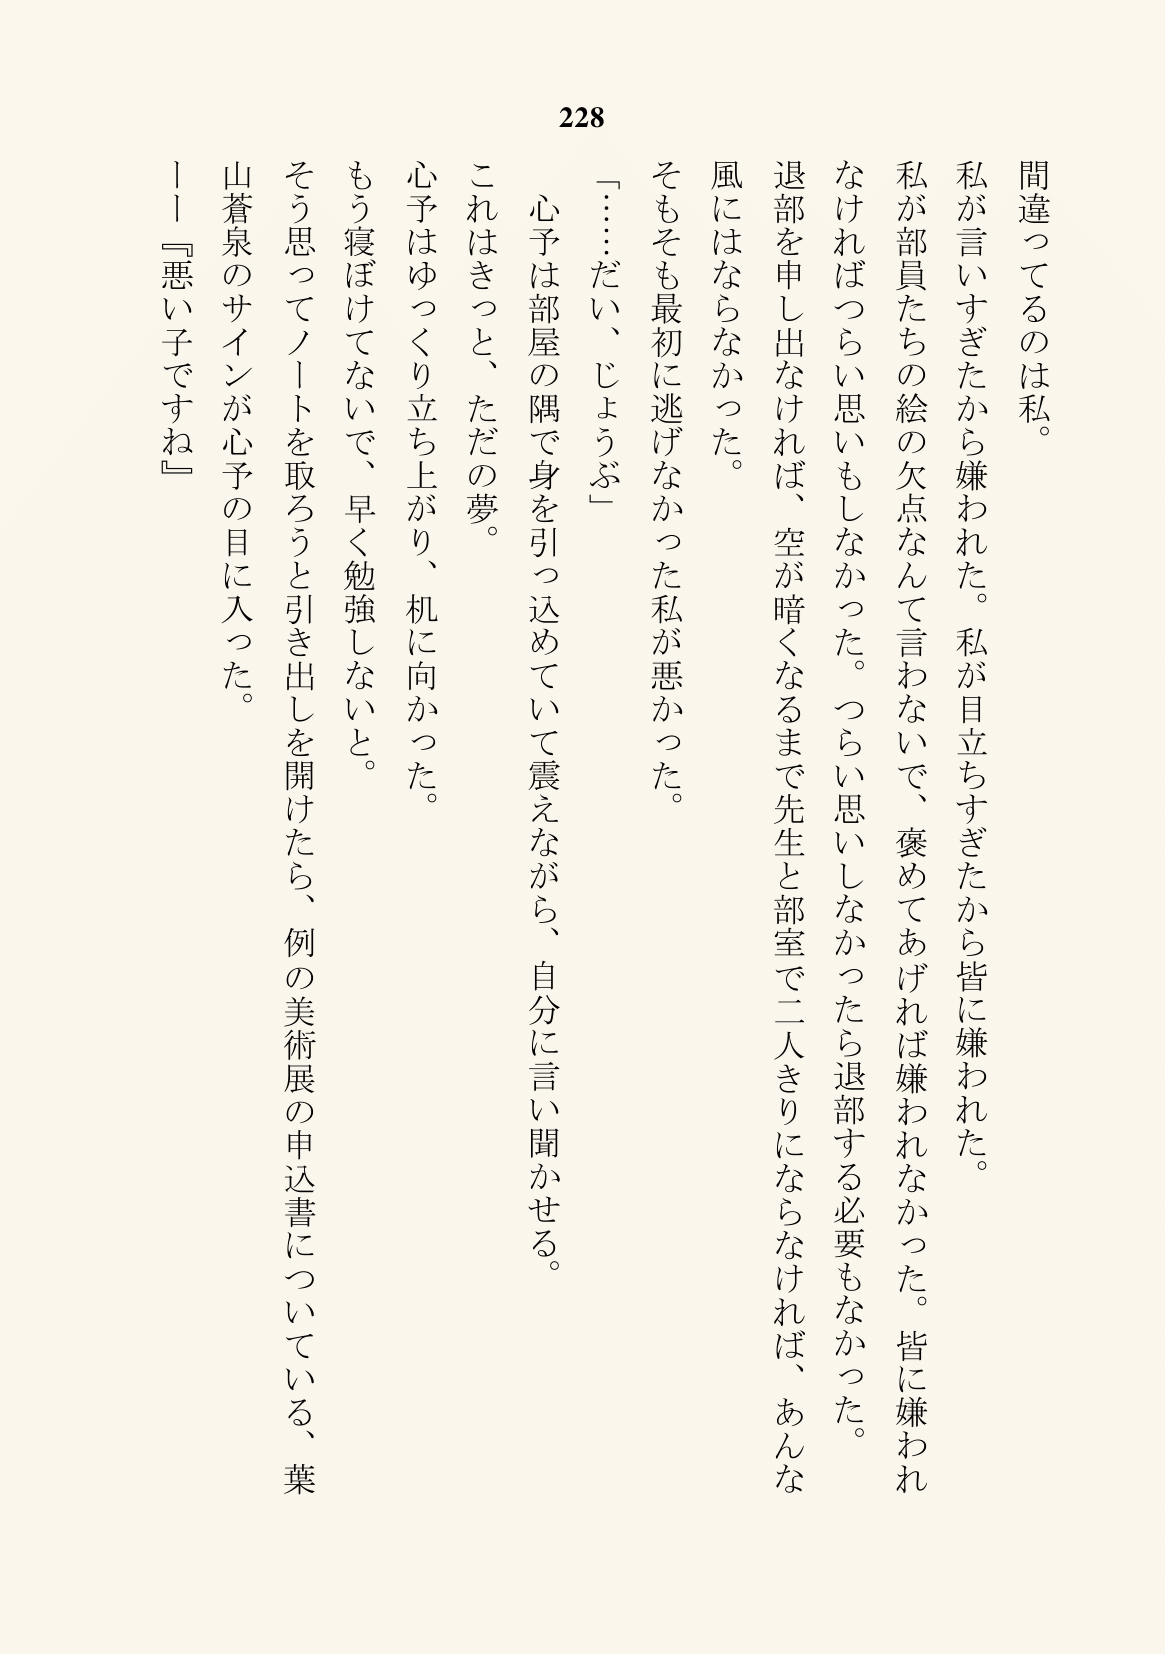 228
間違ってるのは私。
私が言いすぎたから嫌われた。私が目立ちすぎたから皆に嫌われた。
私が部員たちの絵の欠点なんて言わないで、褒めてあげれば嫌われなかった。皆に嫌われ
なければつらい思いもしなかった。つらい思いしなかったら退部する必要もなかった。
退部を申し出なければ、空が暗くなるまで先生と部室で二人きりにならなければ、あんな
風にはならなかった。
そもそも最初に逃げなかった私が悪かった。
「……だい、じょうぶ」
　心予は部屋の隅で身を引っ込めていて震えながら、自分に言い聞かせる。
これはきっと、ただの夢。
心予はゆっくり立ち上がり、机に向かった。
もう寝ぼけてないで、早く勉強しないと。
そう思ってノートを取ろうと引き出しを開けたら、例の美術展の申込書についている、葉
山蒼泉のサインが心予の目に入った。
ーー『悪い子ですね』